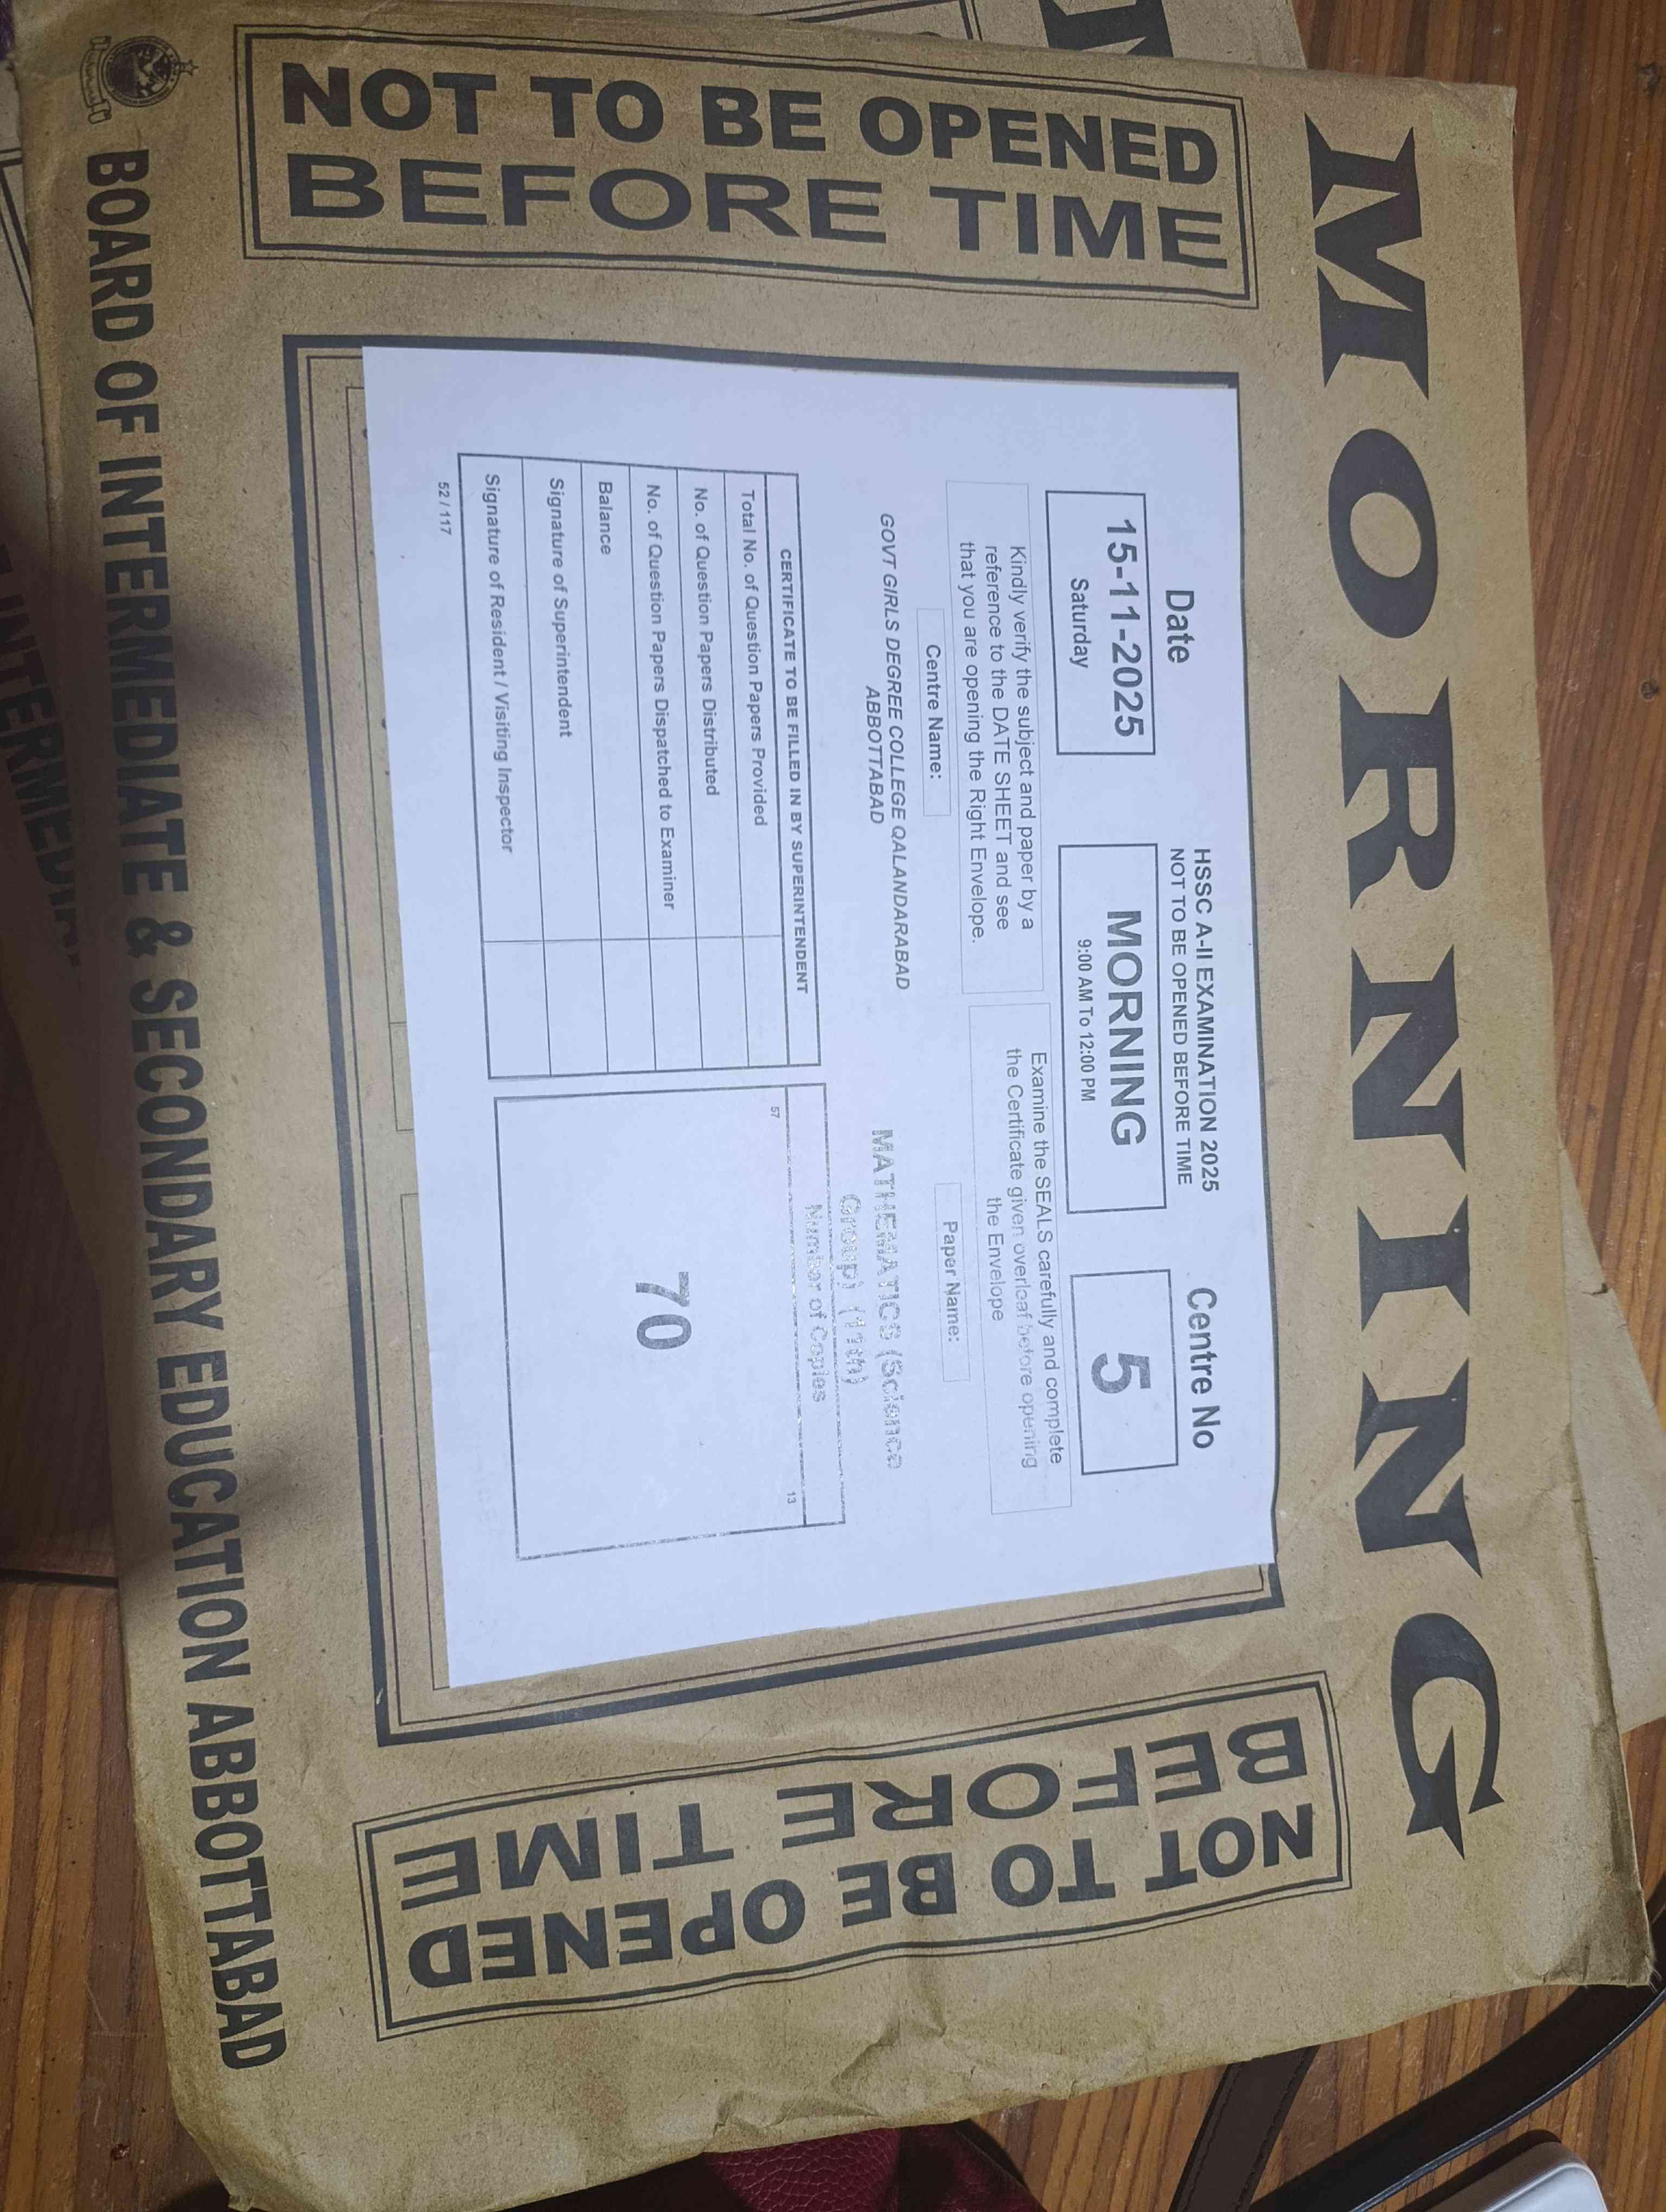 MORNING
NOT TO BE OPENED
BEFORE TIME
Date
HSSC A-II EXAMINATION 2025
NOT TO BE OPENED BEFORE TIME
Centre No
15-11-2025
Saturday
MORNING
9:00 AM To 12:00 PM
5
Kindly verify the subject and paper by a
reference to the DATE SHEET and see
that you are opening the Right Envelope.
Examine the SEALS carefully and complete
the Certificate given overleaf before opening
the Envelope
Centre Name:
Paper Name:
GOVT GIRLS DEGREE COLLEGE QALANDARABAD
ABBOTTABAD
MATHEMATICS (Science
Group) (11th)
CERTIFICATE TO BE FILLED IN BY SUPERINTENDENT
Total No. of Question Papers Provided
No. of Question Papers Distributed
No. of Question Papers Dispatched to Examiner
Balance
Signature of Superintendent
Signature of Resident / Visiting Inspector
52 / 117
Number of Copies
57
13
70
NOT TO BE OPENED
BEFORE TIME
BOARD OF INTERMEDIATE & SECONDARY EDUCATION ABBOTTABAD
INTERMEDIATE